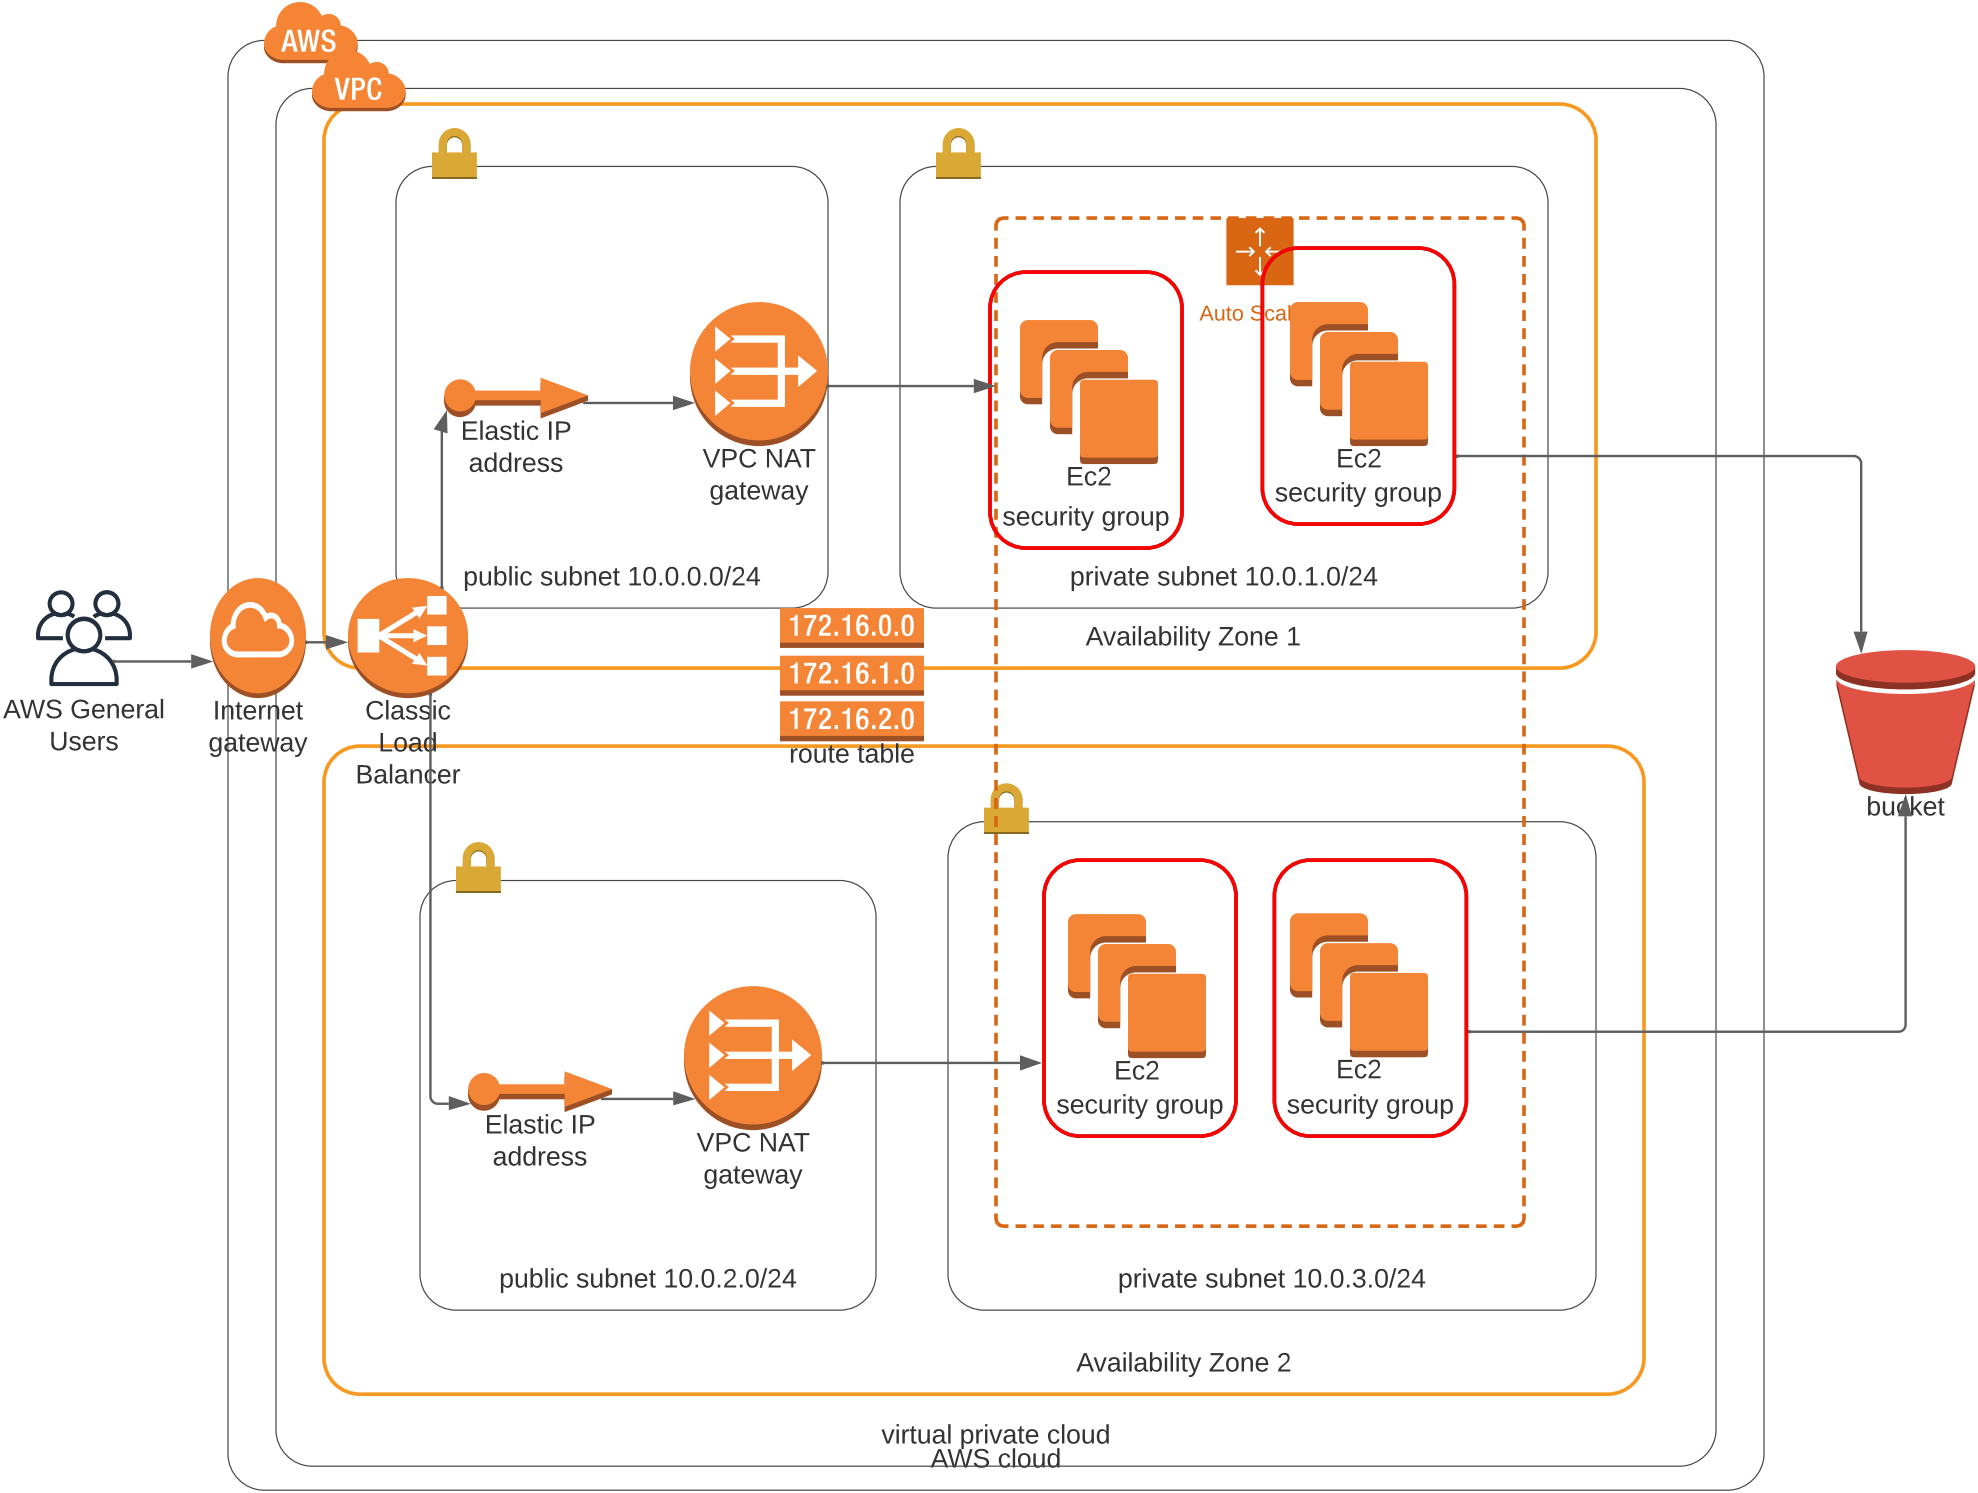 AWS
VPC
Auto Scal
Elastic IP
address
VPC NAT
gateway
Ec2
security group
Ec2
security group
public subnet 10.0.0.0/24
private subnet 10.0.1.0/24
172.16.0.0
172.16.1.0
172.16.2.0
route table
Availability Zone 1
AWS General
Users
Internet
gateway
Classic
Load
Balancer
bucket
Elastic IP
address
VPC NAT
gateway
Ec2
security group
Ec2
security group
public subnet 10.0.2.0/24
private subnet 10.0.3.0/24
Availability Zone 2
virtual private cloud
AWS cloud